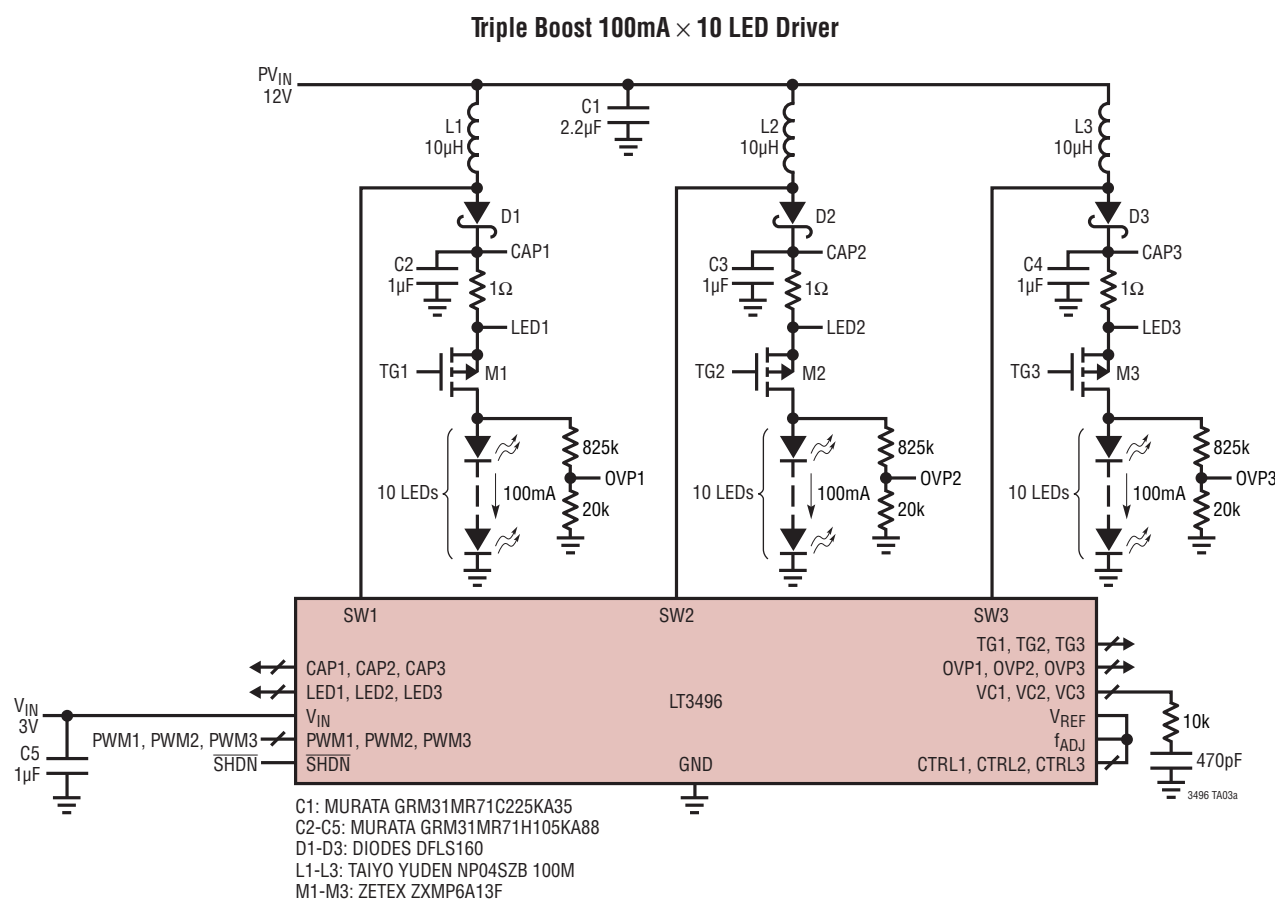 Triple Boost 100mA × 10 LED Driver
PVIN
12V
C1
2.2µF
L1
10µH
L2
10µH
L3
10µH
D1
D2
D3
CAP1
CAP2
CAP3
C2
1µF
C3
1µF
C4
1µF
1Ω
1Ω
1Ω
LED1
LED2
LED3
TG1
M1
TG2
M2
TG3
M3
825k
825k
825k
OVP1
OVP2
OVP3
10 LEDs
100mA
10 LEDs
100mA
10 LEDs
100mA
20k
20k
20k
SW1
SW2
SW3
TG1, TG2, TG3
CAP1, CAP2, CAP3
OVP1, OVP2, OVP3
LED1, LED2, LED3
LT3496
VC1, VC2, VC3
VIN
3V
VIN
VREF
10k
C5
1µF
PWM1, PWM2, PWM3
PWM1, PWM2, PWM3
fADJ
SHDN
SHDN
GND
CTRL1, CTRL2, CTRL3
470pF
3496 TA03a
C1: MURATA GRM31MR71C225KA35
C2-C5: MURATA GRM31MR71H105KA88
D1-D3: DIODES DFLS160
L1-L3: TAIYO YUDEN NP04SZB 100M
M1-M3: ZETEX ZXMP6A13F